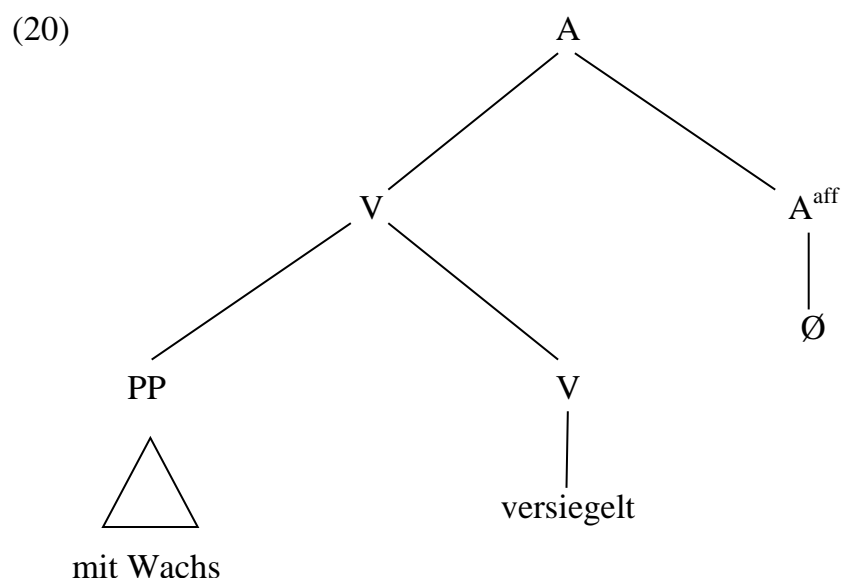 (20) A
V A^aff
Ø
PP V
versiegelt
mit Wachs